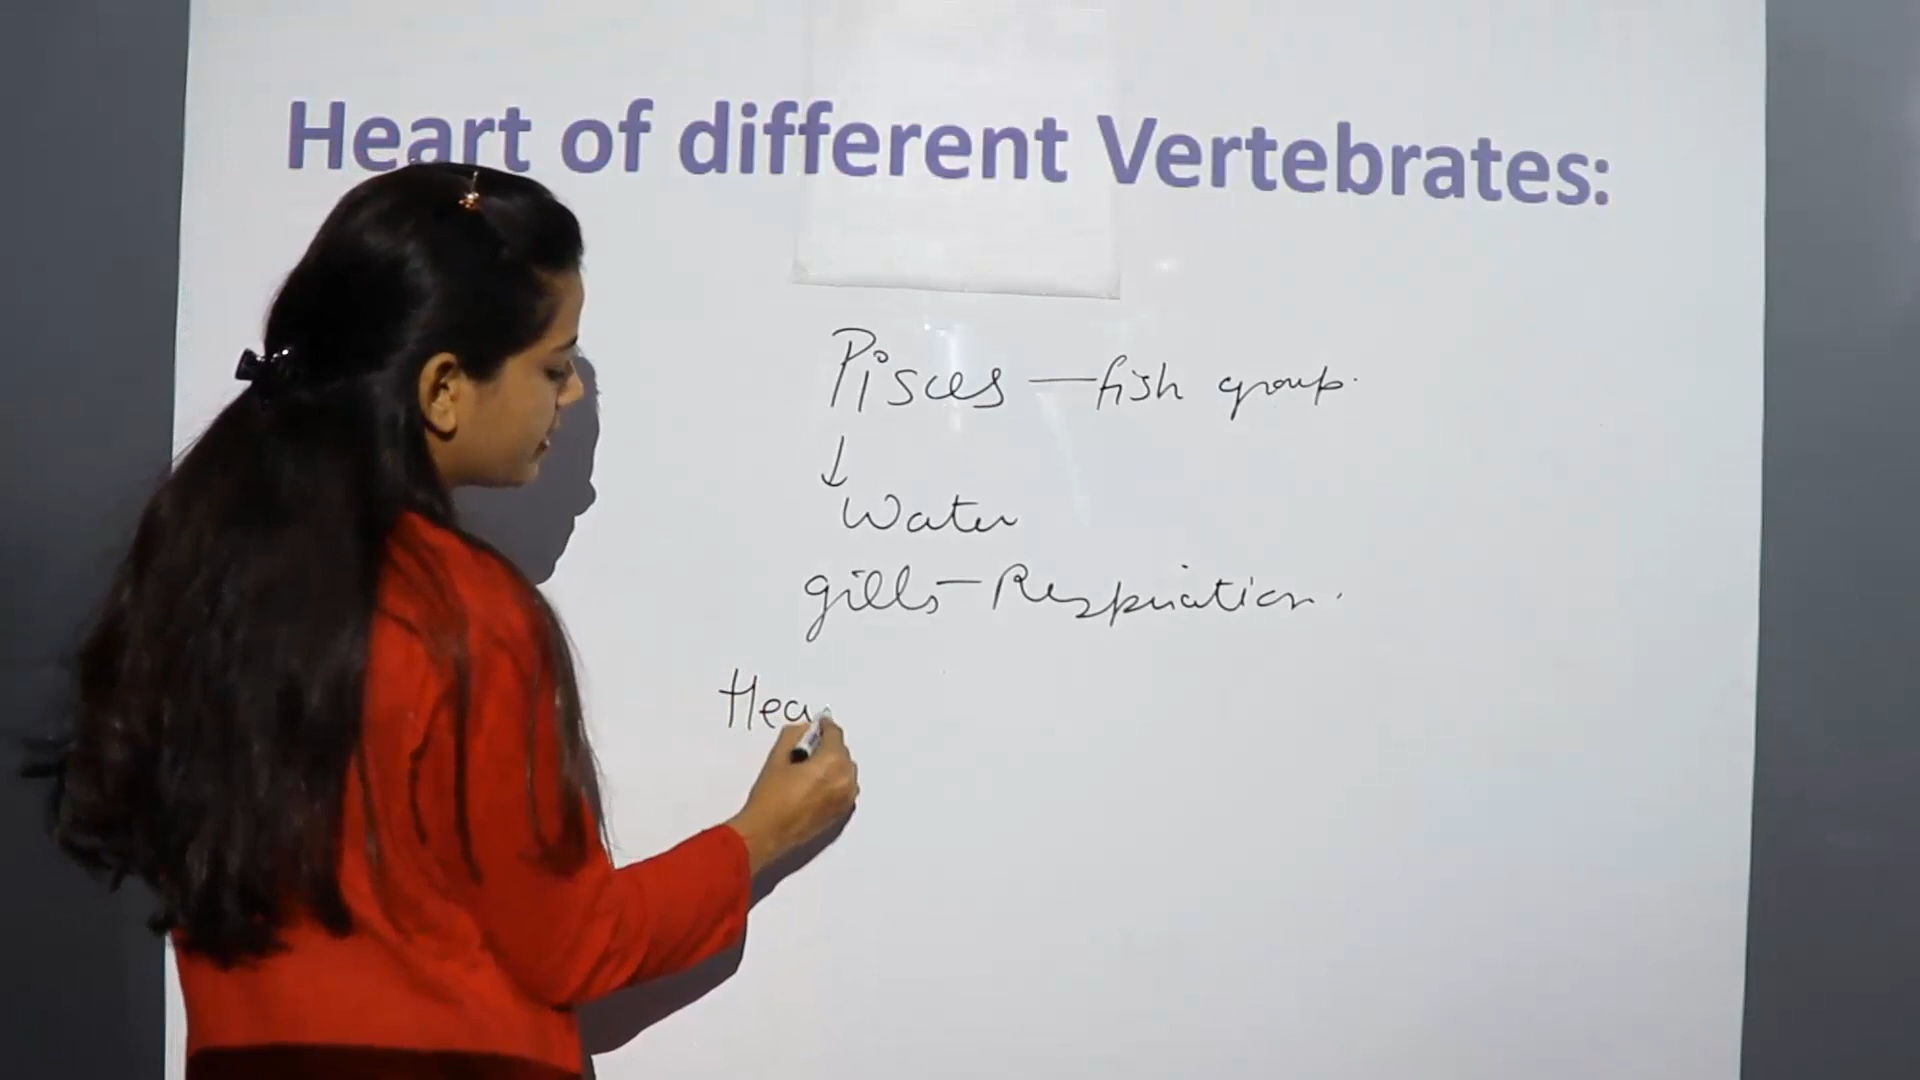 Heart of different Vertebrates:
Pisces — fish group.
↓
Water
gills — Respiration.
Hea